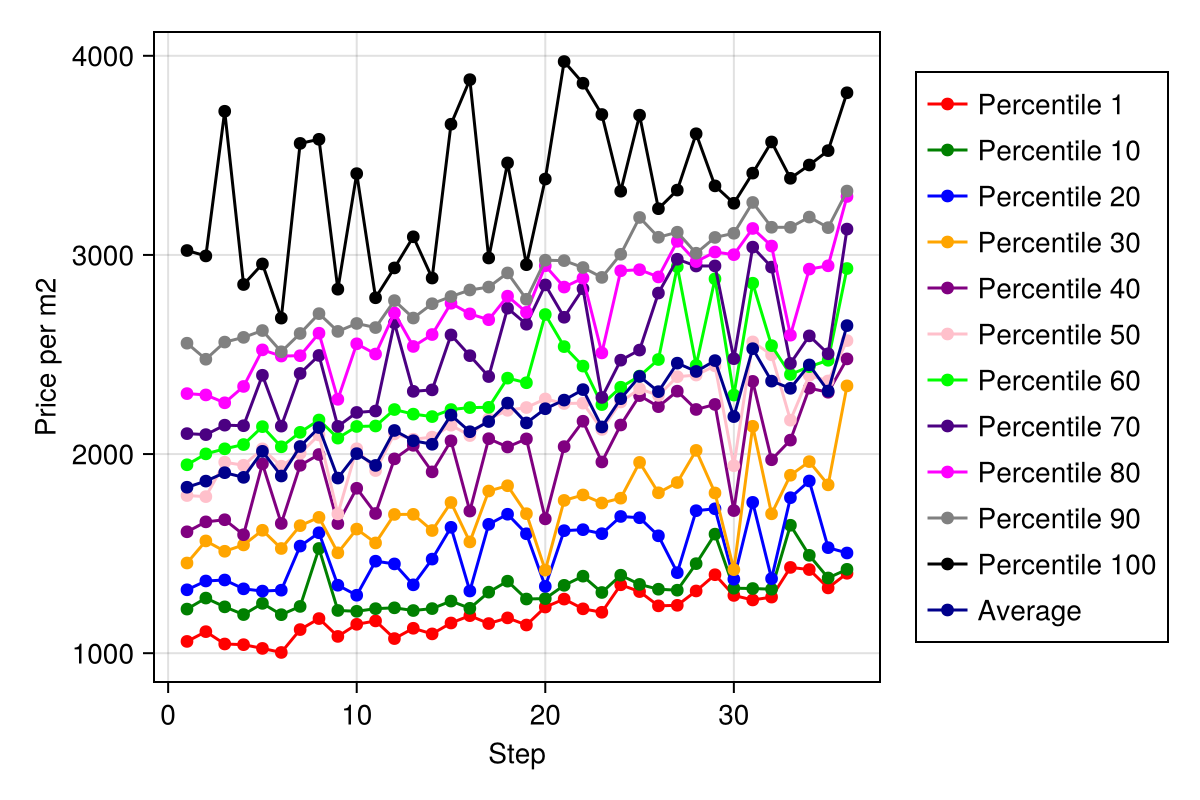 4000
3000
2000
1000
Price per m2
0 10 20 30
Step
Percentile 1
Percentile 10
Percentile 20
Percentile 30
Percentile 40
Percentile 50
Percentile 60
Percentile 70
Percentile 80
Percentile 90
Percentile 100
Average